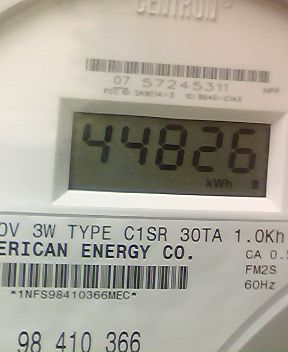 CENTRON®
07 57245311
44826
kWh
0V 3W TYPE C1SR 30TA 1.0Kh
ERICAN ENERGY CO.
CA 0.5
FM2S
60Hz
*1NFS98410366MEC*
98 410 366